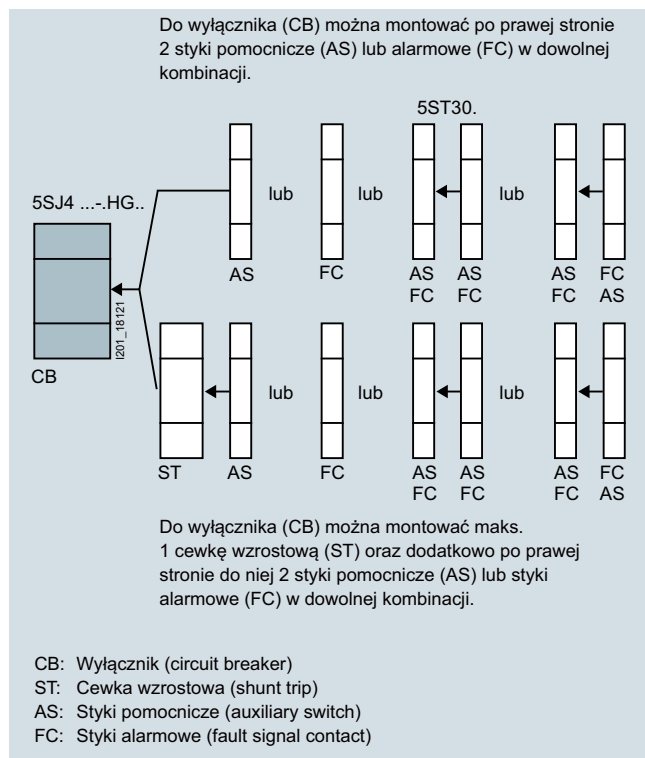 Do wyłącznika (CB) można montować po prawej stronie
2 styki pomocnicze (AS) lub alarmowe (FC) w dowolnej
kombinacji.
5ST30.
5SJ4 ...-.HG..
lub lub lub
AS FC AS AS AS FC
FC FC FC AS
I201_18121
CB
lub lub lub
ST AS FC AS AS AS FC
FC FC FC AS
Do wyłącznika (CB) można montować maks.
1 cewkę wzrostową (ST) oraz dodatkowo po prawej
stronie do niej 2 styki pomocnicze (AS) lub styki
alarmowe (FC) w dowolnej kombinacji.
CB: Wyłącznik (circuit breaker)
ST: Cewka wzrostowa (shunt trip)
AS: Styki pomocnicze (auxiliary switch)
FC: Styki alarmowe (fault signal contact)